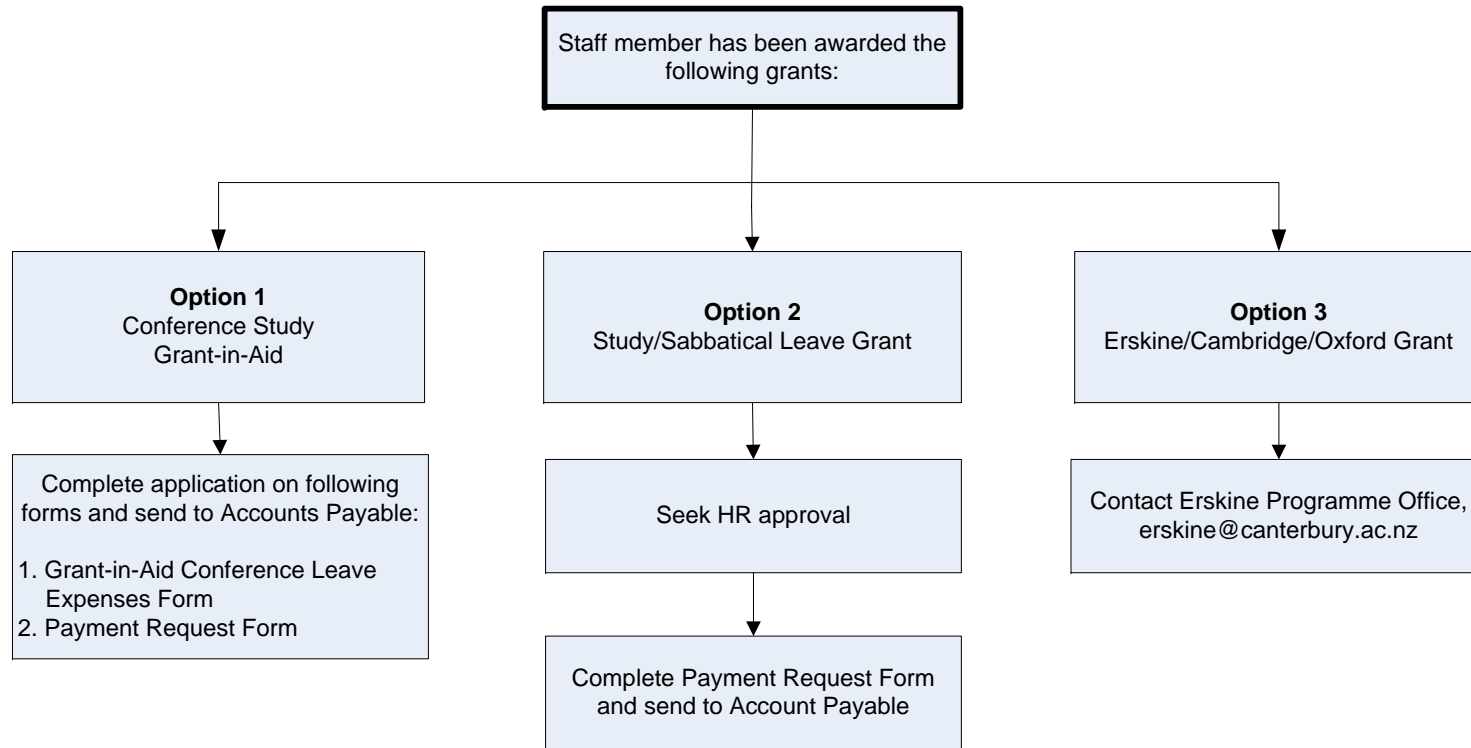 Staff member has been awarded the
following grants:
Option 1
Conference Study
Grant-in-Aid
Option 2
Study/Sabbatical Leave Grant
Option 3
Erskine/Cambridge/Oxford Grant
Complete application on following
forms and send to Accounts Payable:
1. Grant-in-Aid Conference Leave
Expenses Form
2. Payment Request Form
Seek HR approval
Contact Erskine Programme Office,
erskine@canterbury.ac.nz
Complete Payment Request Form
and send to Account Payable